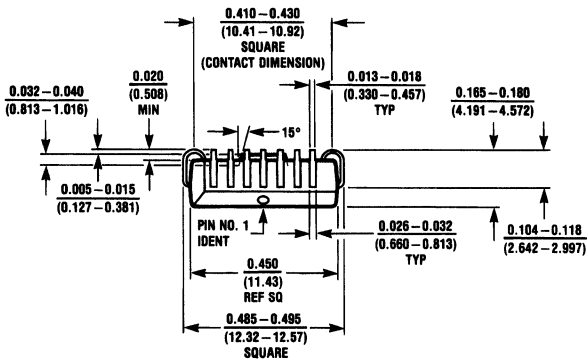 0.410 – 0.430
(10.41 – 10.92)
SQUARE
(CONTACT DIMENSION)
0.032 – 0.040
(0.813 – 1.016)
0.020
(0.508)
MIN
0.013 – 0.018
(0.330 – 0.457)
TYP
0.165 – 0.180
(4.191 – 4.572)
15°
0.005 – 0.015
(0.127 – 0.381)
PIN NO. 1
IDENT
0.026 – 0.032
(0.660 – 0.813)
TYP
0.104 – 0.118
(2.642 – 2.997)
0.450
(11.43)
REF SQ
0.485 – 0.495
(12.32 – 12.57)
SQUARE